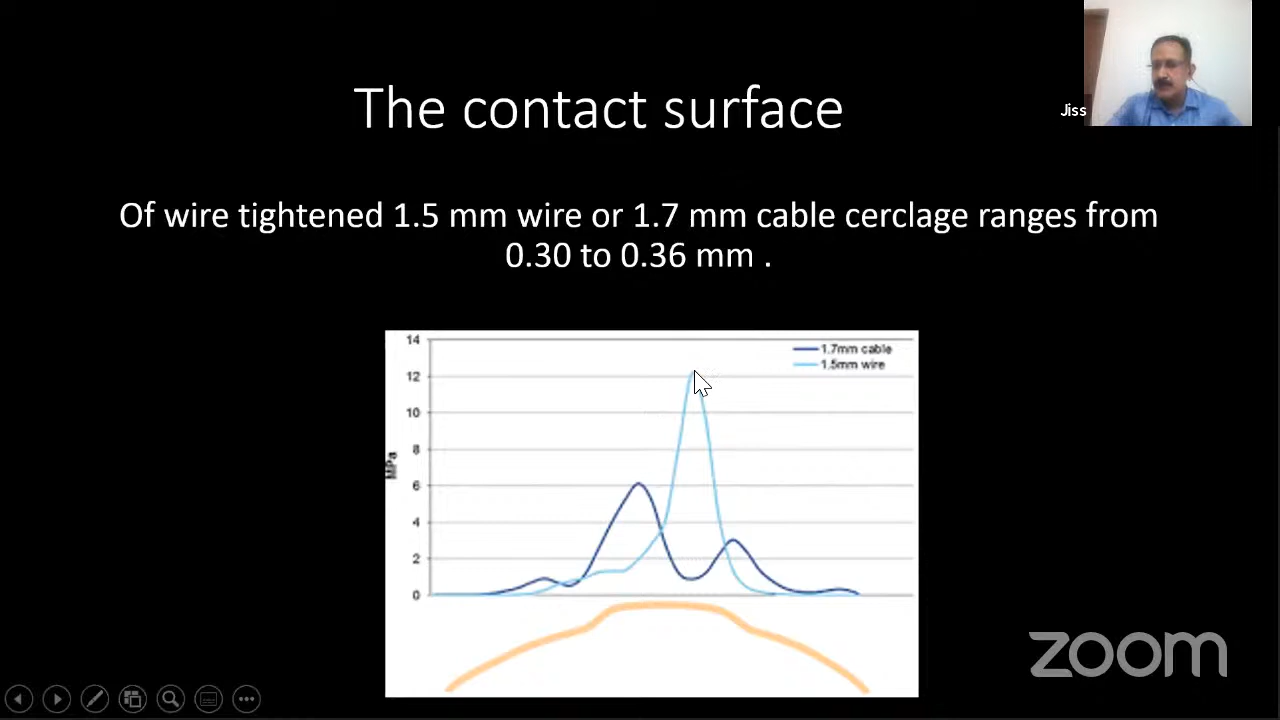 The contact surface
Jiss
Of wire tightened 1.5 mm wire or 1.7 mm cable cerclage ranges from
0.30 to 0.36 mm .
14
12
10
8
6
4
2
0
MPa
1.7mm cable
1.5mm wire
zoom